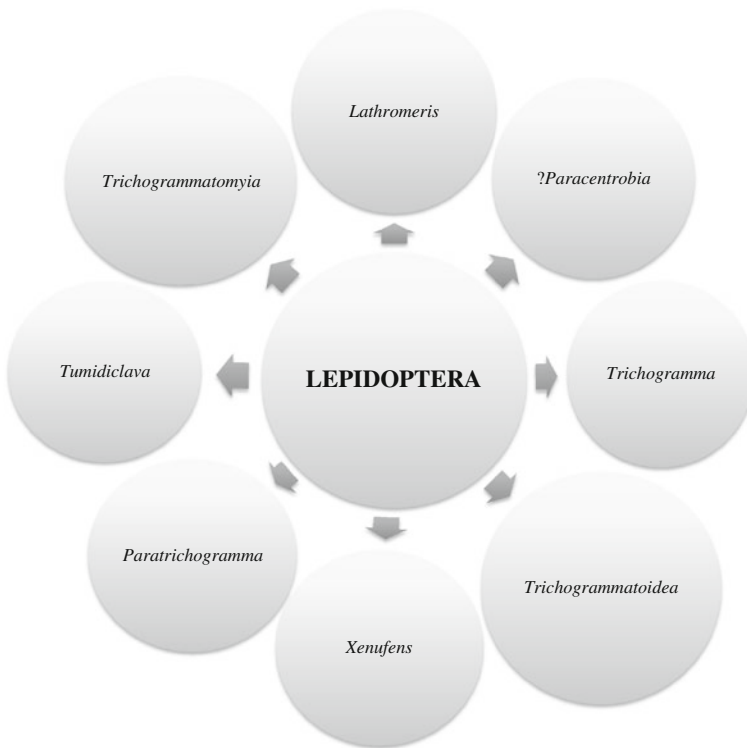 Lathromeris
?Paracentrobia
Trichogrammatomyia
Tumidiclava
LEPIDOPTERA
Trichogramma
Paratrichogramma
Trichogrammatoidea
Xenufens